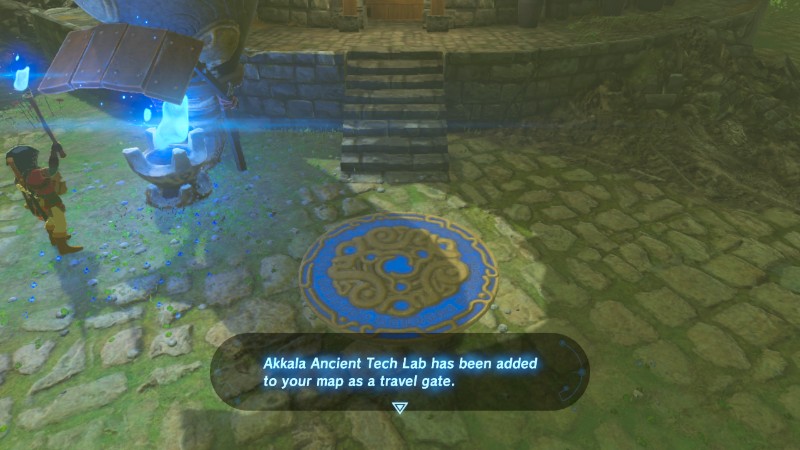 Akkala Ancient Tech Lab has been added
to your map as a travel gate.